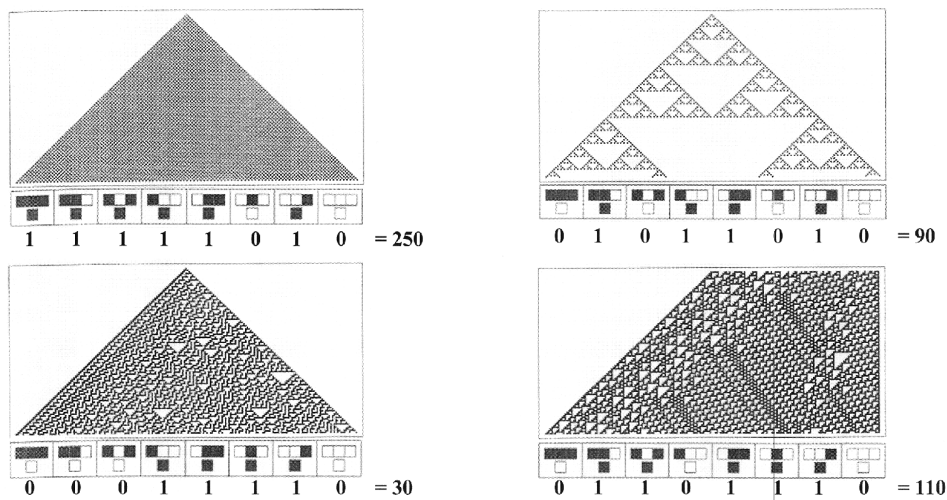 1 1 1 1 1 0 1 0 = 250
0 1 0 1 1 0 1 0 = 90
0 0 0 1 1 1 1 0 = 30
0 1 1 0 1 1 1 0 = 110